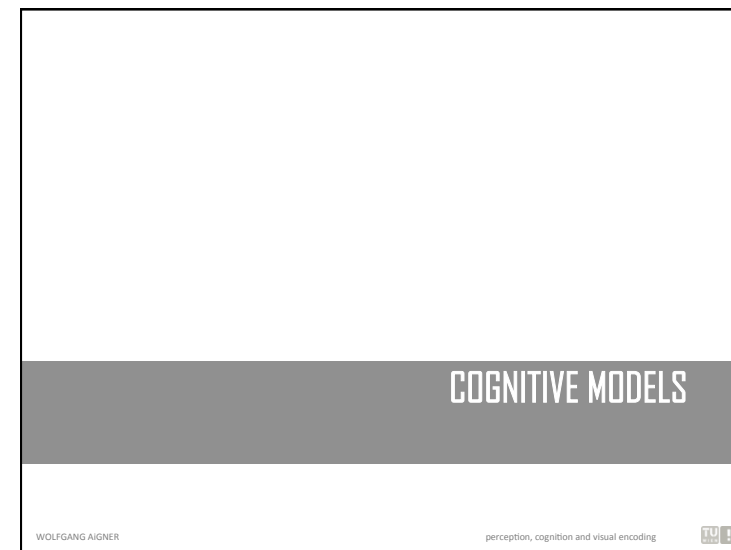 COGNITIVE MODELS
WOLFGANG AiGNER
perception, cognition and visual encoding
TU